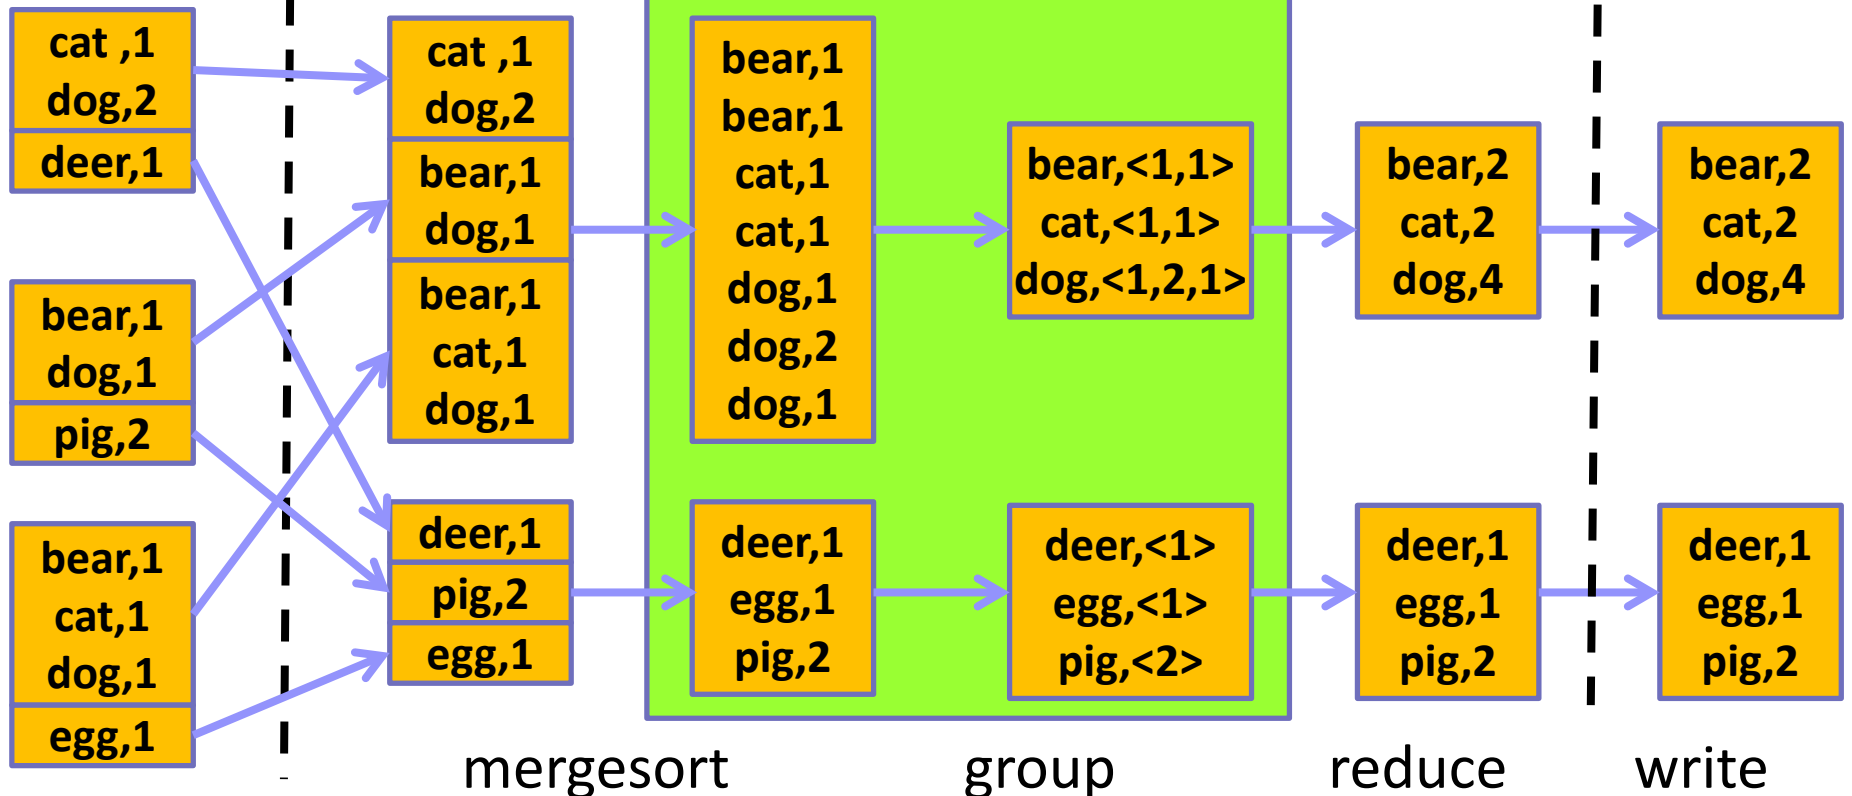 cat ,1
dog,2
deer,1
bear,1
dog,1
pig,2
bear,1
cat,1
dog,1
egg,1
cat ,1
dog,2
bear,1
dog,1
bear,1
cat,1
dog,1
deer,1
pig,2
egg,1
bear,1
bear,1
cat,1
cat,1
dog,1
dog,2
dog,1
deer,1
egg,1
pig,2
bear,<1,1>
cat,<1,1>
dog,<1,2,1>
deer,<1>
egg,<1>
pig,<2>
bear,2
cat,2
dog,4
deer,1
egg,1
pig,2
bear,2
cat,2
dog,4
deer,1
egg,1
pig,2
mergesort
group
reduce
write